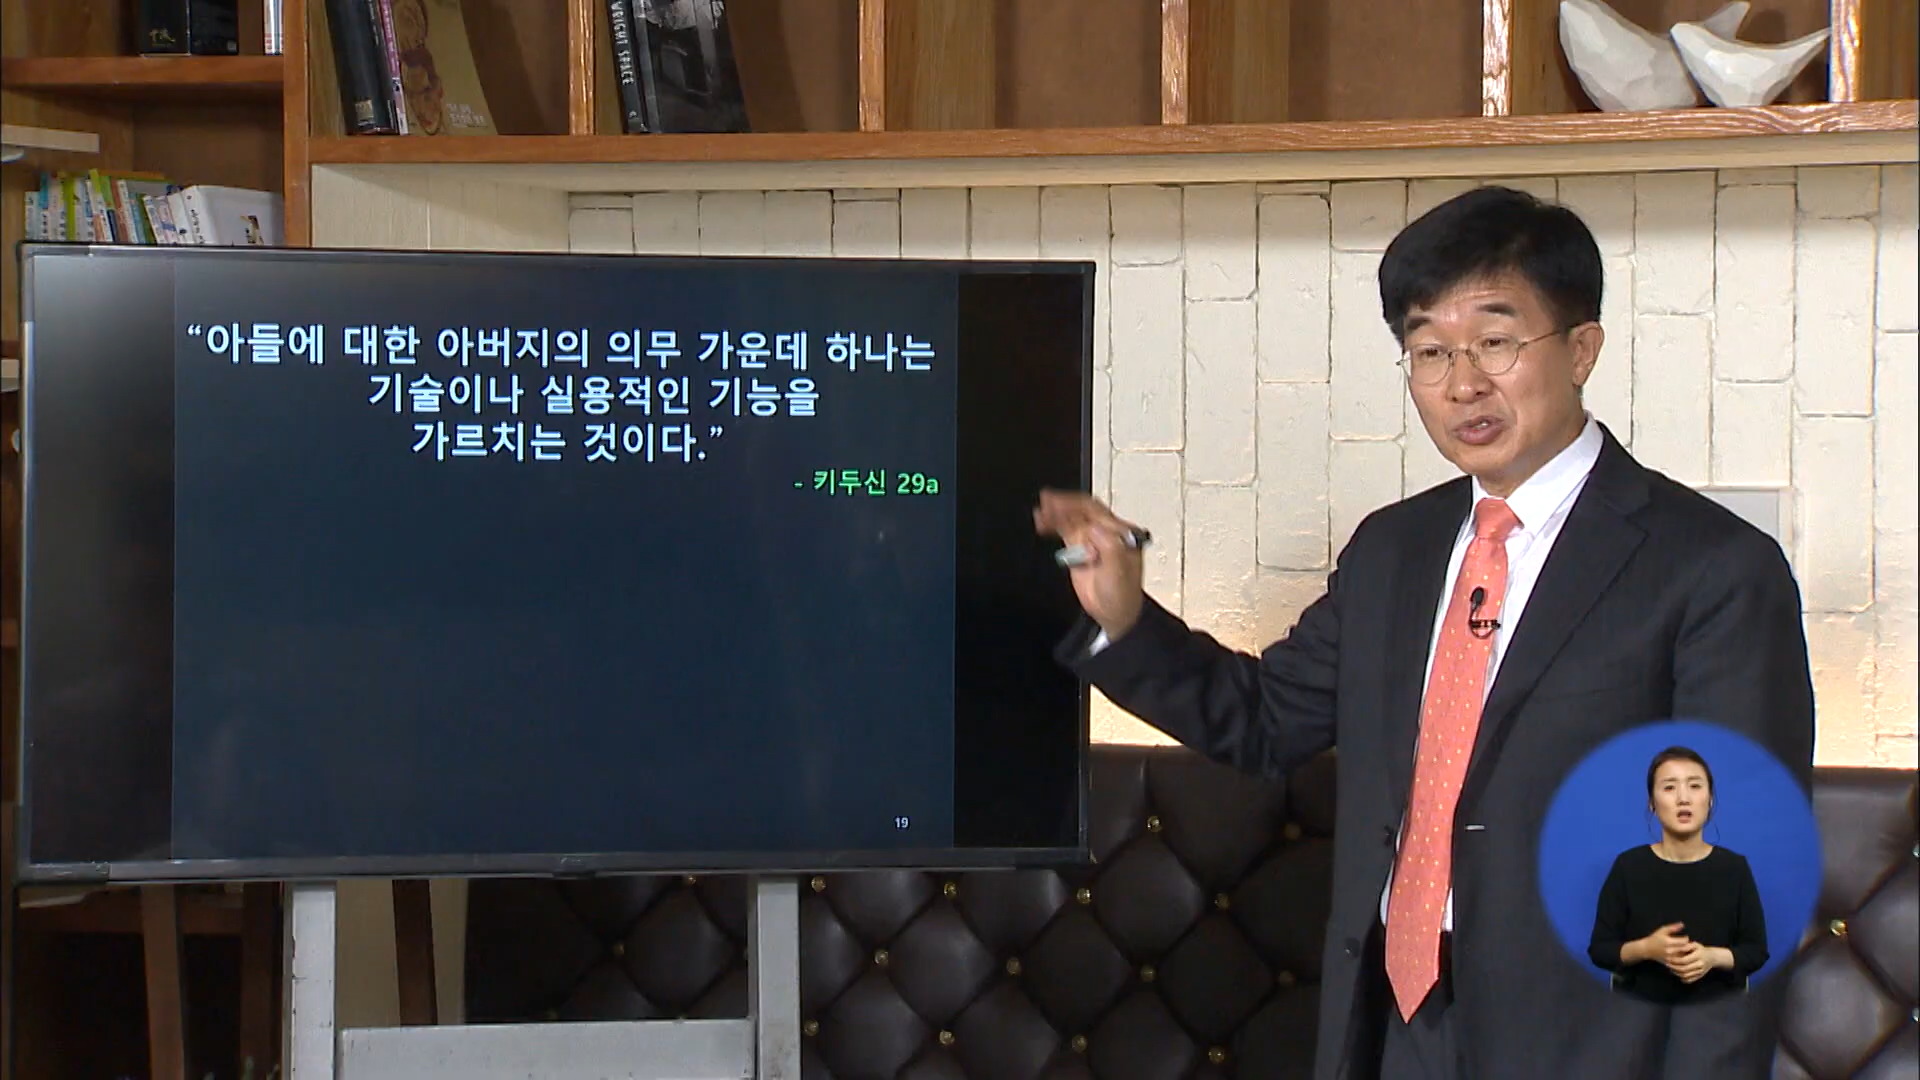 WRIGHT SPACE
“아들에 대한 아버지의 의무 가운데 하나는
기술이나 실용적인 기능을
가르치는 것이다.”
- 키두신 29a
19